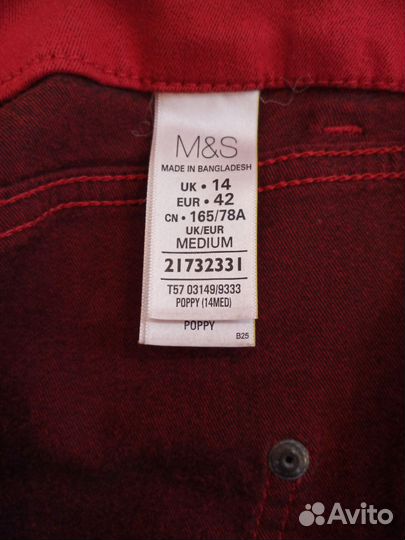 M&S
MADE IN BANGLADESH
UK • 14
EUR • 42
CN • 165/78A
UK/EUR
MEDIUM
21732331
T57 03149/9333
POPPY (14MED)
POPPY
B25
Avito